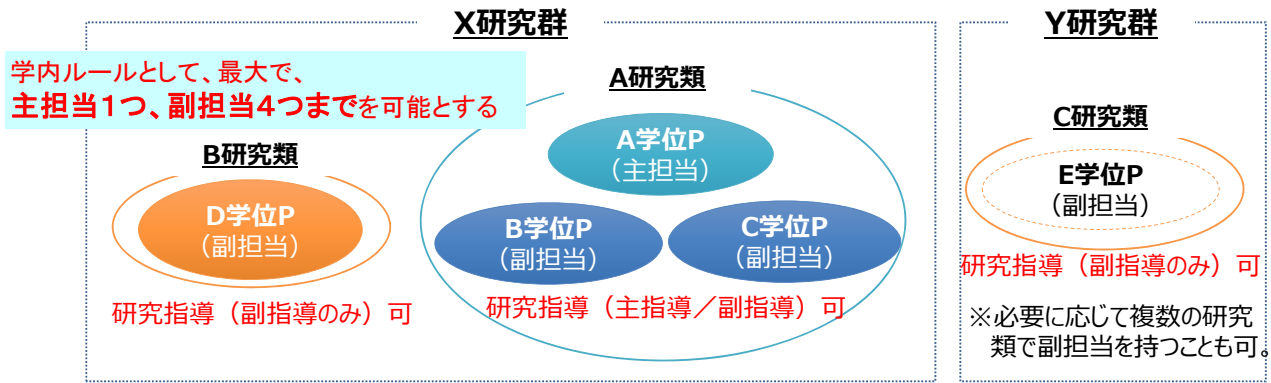 X研究群
学内ルールとして、最大で、
主担当1つ、副担当4つまでを可能とする
B研究類
D学位P
(副担当)
研究指導(副指導のみ)可
A研究類
A学位P
(主担当)
B学位P
(副担当)
C学位P
(副担当)
研究指導(主指導/副指導)可
Y研究群
C研究類
E学位P
(副担当)
研究指導(副指導のみ)可
※必要に応じて複数の研究
類で副担当を持つことも可。